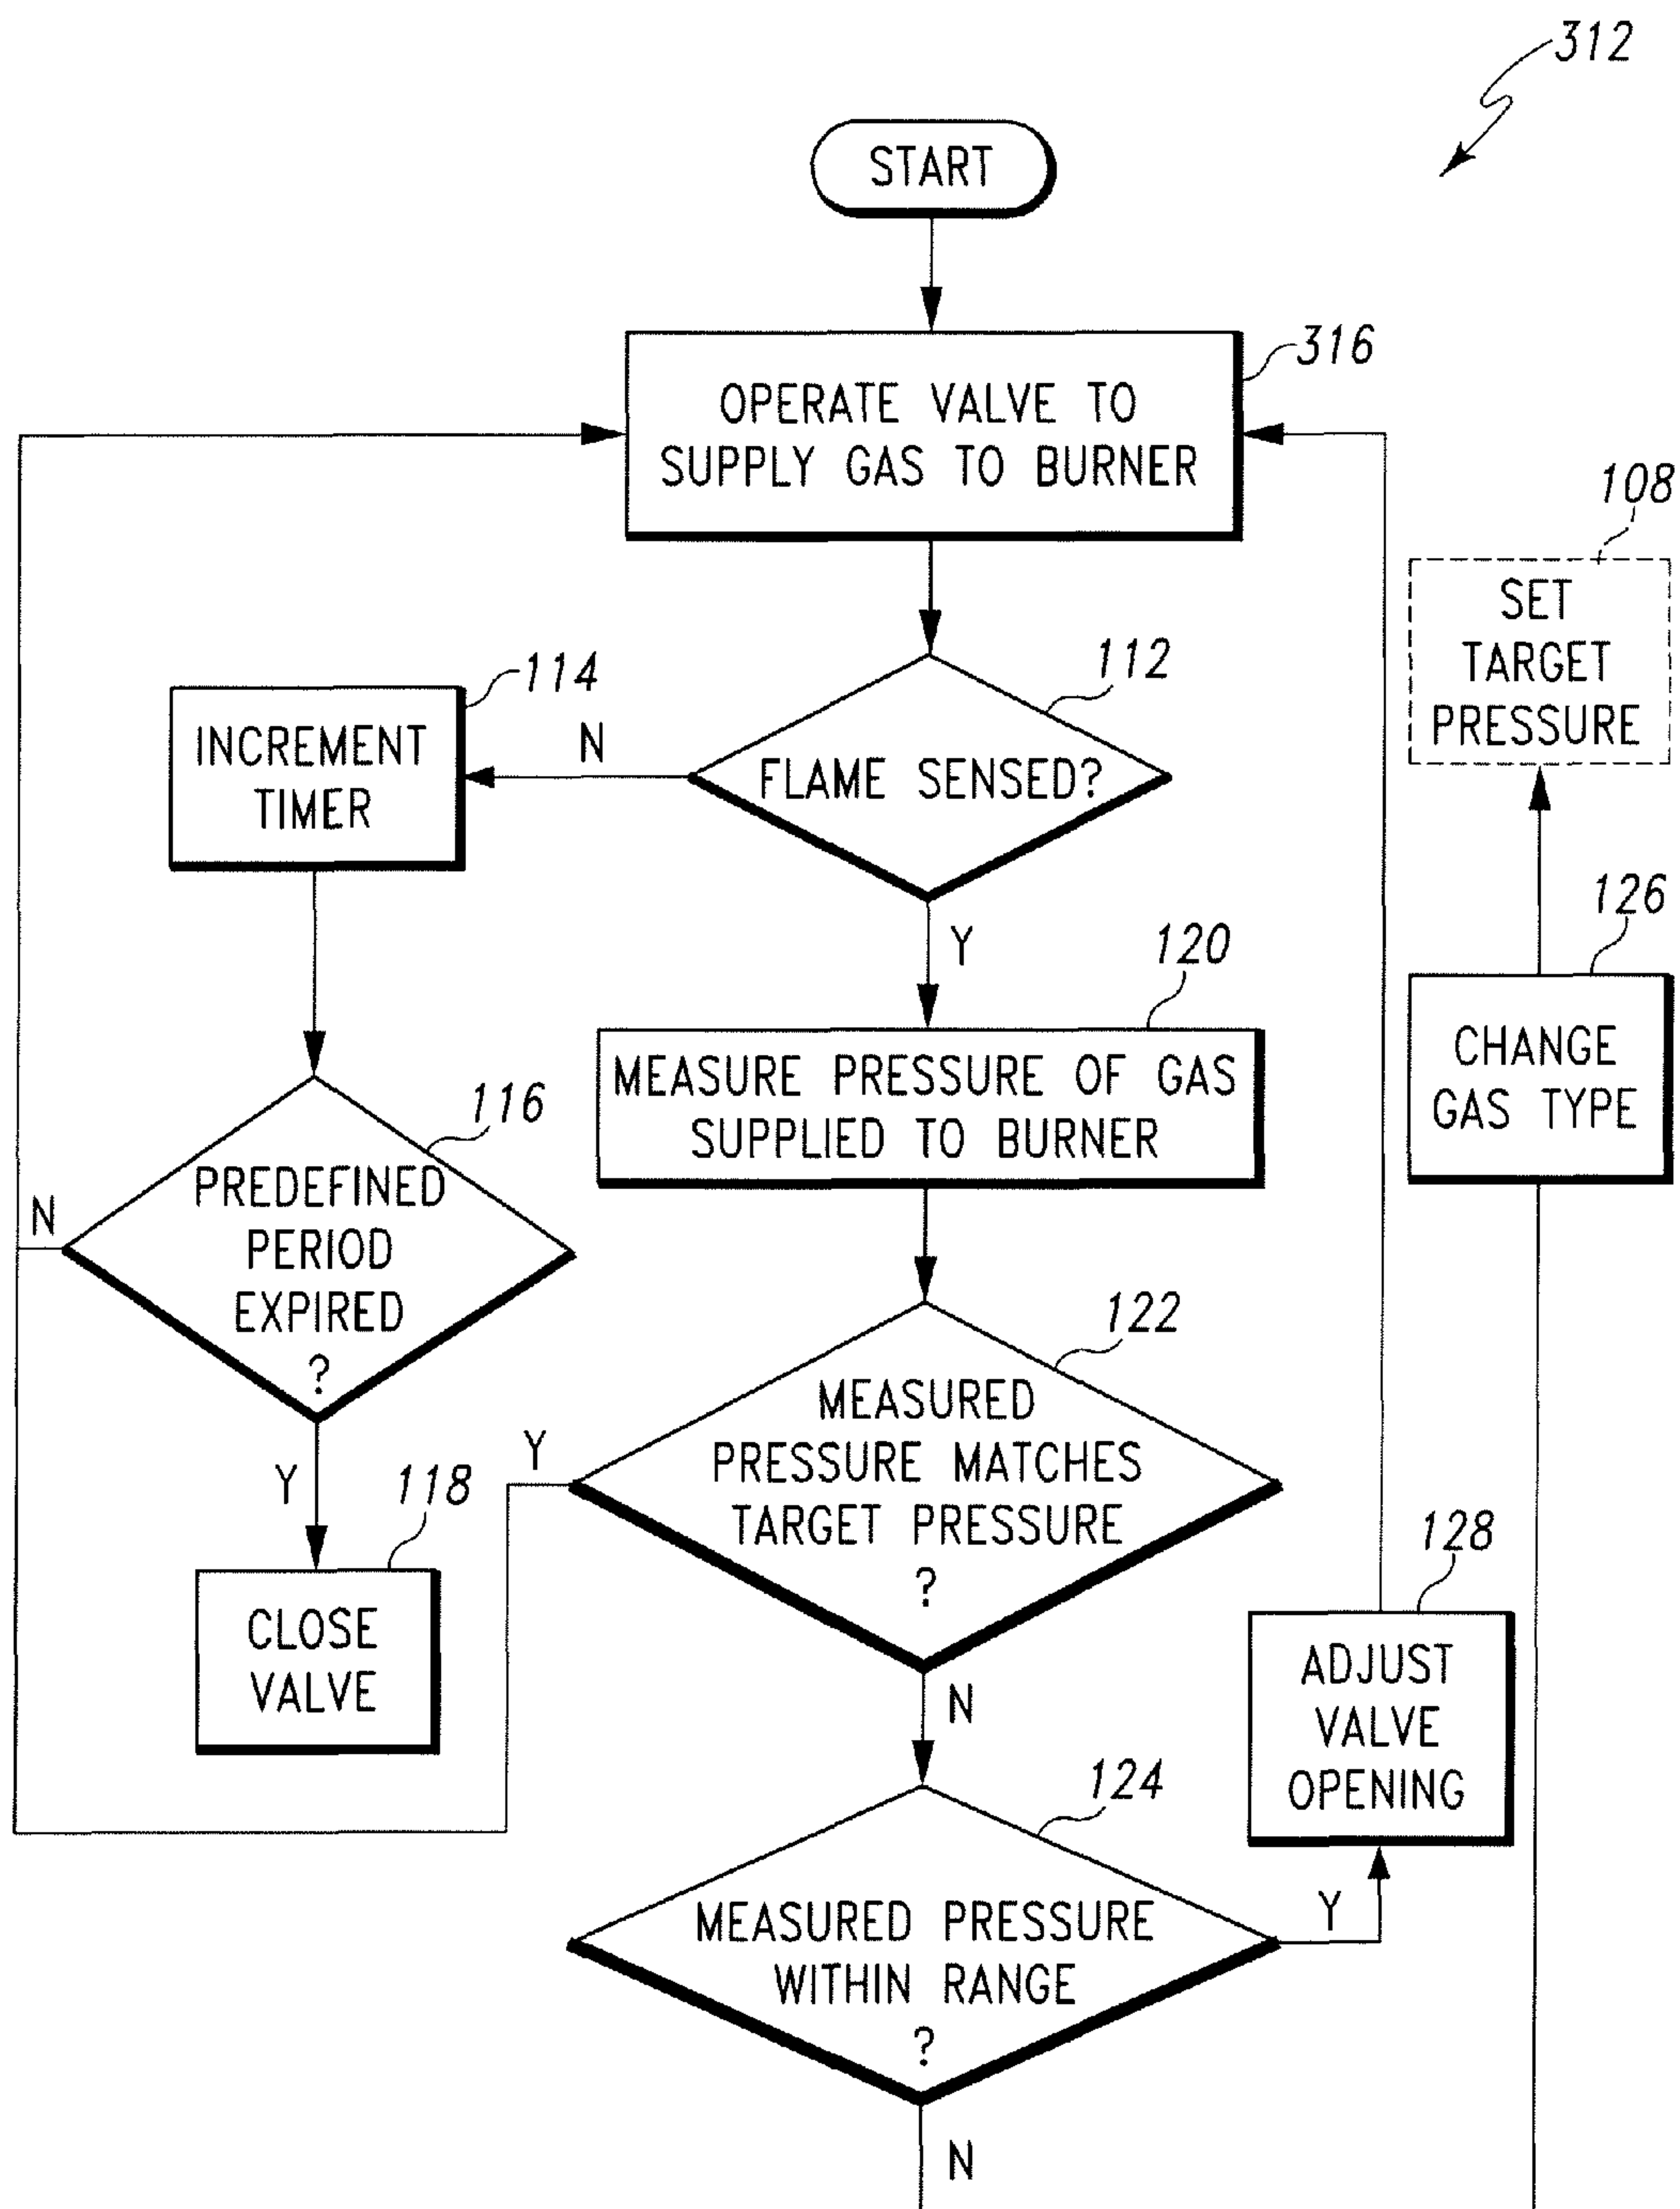 312
START
316
OPERATE VALVE TO
SUPPLY GAS TO BURNER
108
SET
TARGET
PRESSURE
112
FLAME SENSED?
N
114
INCREMENT
TIMER
Y
120
MEASURE PRESSURE OF GAS
SUPPLIED TO BURNER
126
CHANGE
GAS TYPE
116
PREDEFINED
PERIOD
EXPIRED
?
N
Y
118
CLOSE
VALVE
122
MEASURED
PRESSURE MATCHES
TARGET PRESSURE
?
Y
N
128
ADJUST
VALVE
OPENING
124
MEASURED PRESSURE
WITHIN RANGE
?
Y
N